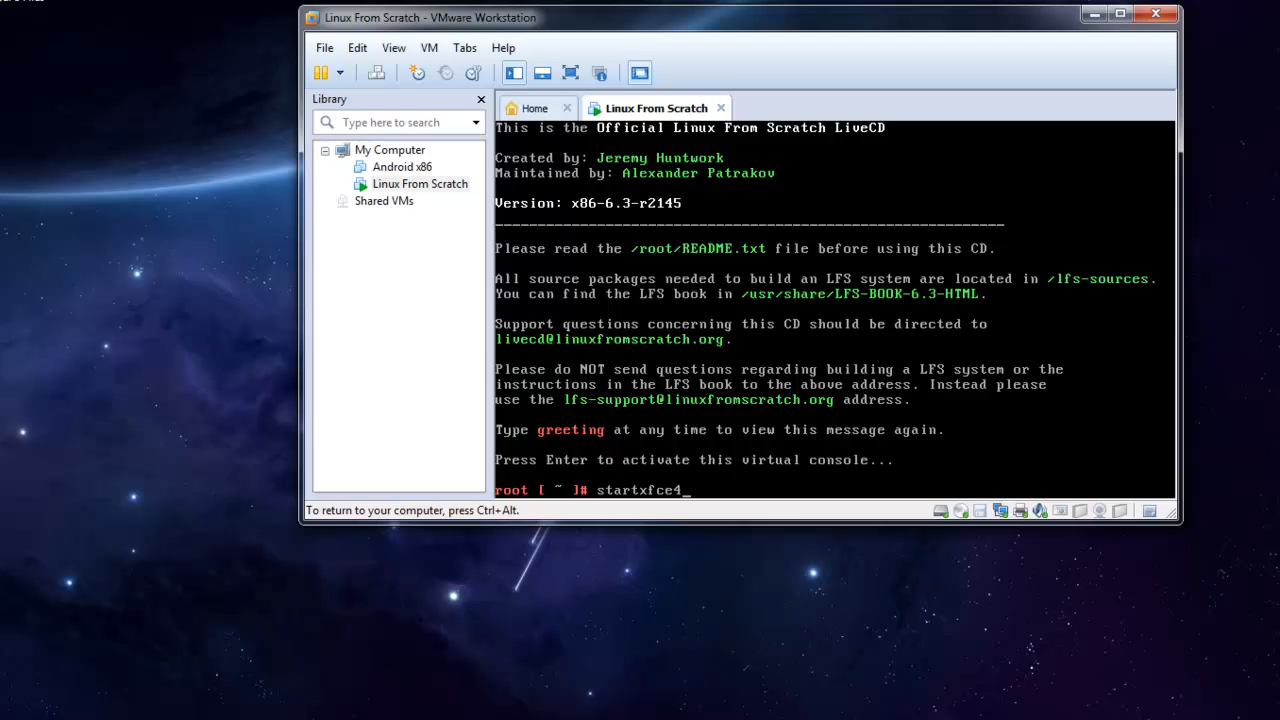 Linux From Scratch - VMware Workstation
File Edit View VM Tabs Help
Library
Type here to search
My Computer
Android x86
Linux From Scratch
Shared VMs
Home
Linux From Scratch
This is the Official Linux From Scratch LiveCD
Created by: Jeremy Huntwork
Maintained by: Alexander Patrakov
Version: x86-6.3-r2145
Please read the /root/README.txt file before using this CD.
All source packages needed to build an LFS system are located in /lfs-sources.
You can find the LFS book in /usr/share/LFS-BOOK-6.3-HTML.
Support questions concerning this CD should be directed to
livecd@linuxfromscratch.org.
Please do NOT send questions regarding building a LFS system or the
instructions in the LFS book to the above address. Instead please
use the lfs-support@linuxfromscratch.org address.
Type greeting at any time to view this message again.
Press Enter to activate this virtual console...
root [ ~ ]# startxfce4_
To return to your computer, press Ctrl+Alt.